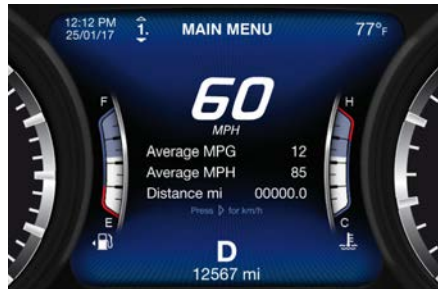 12:12 PM
25/01/17
1.
MAIN MENU
77°F
F
H
60
MPH
Average MPG 12
Average MPH 85
Distance mi 00000.0
Press ▷ for km/h
E
C
D
12567 mi